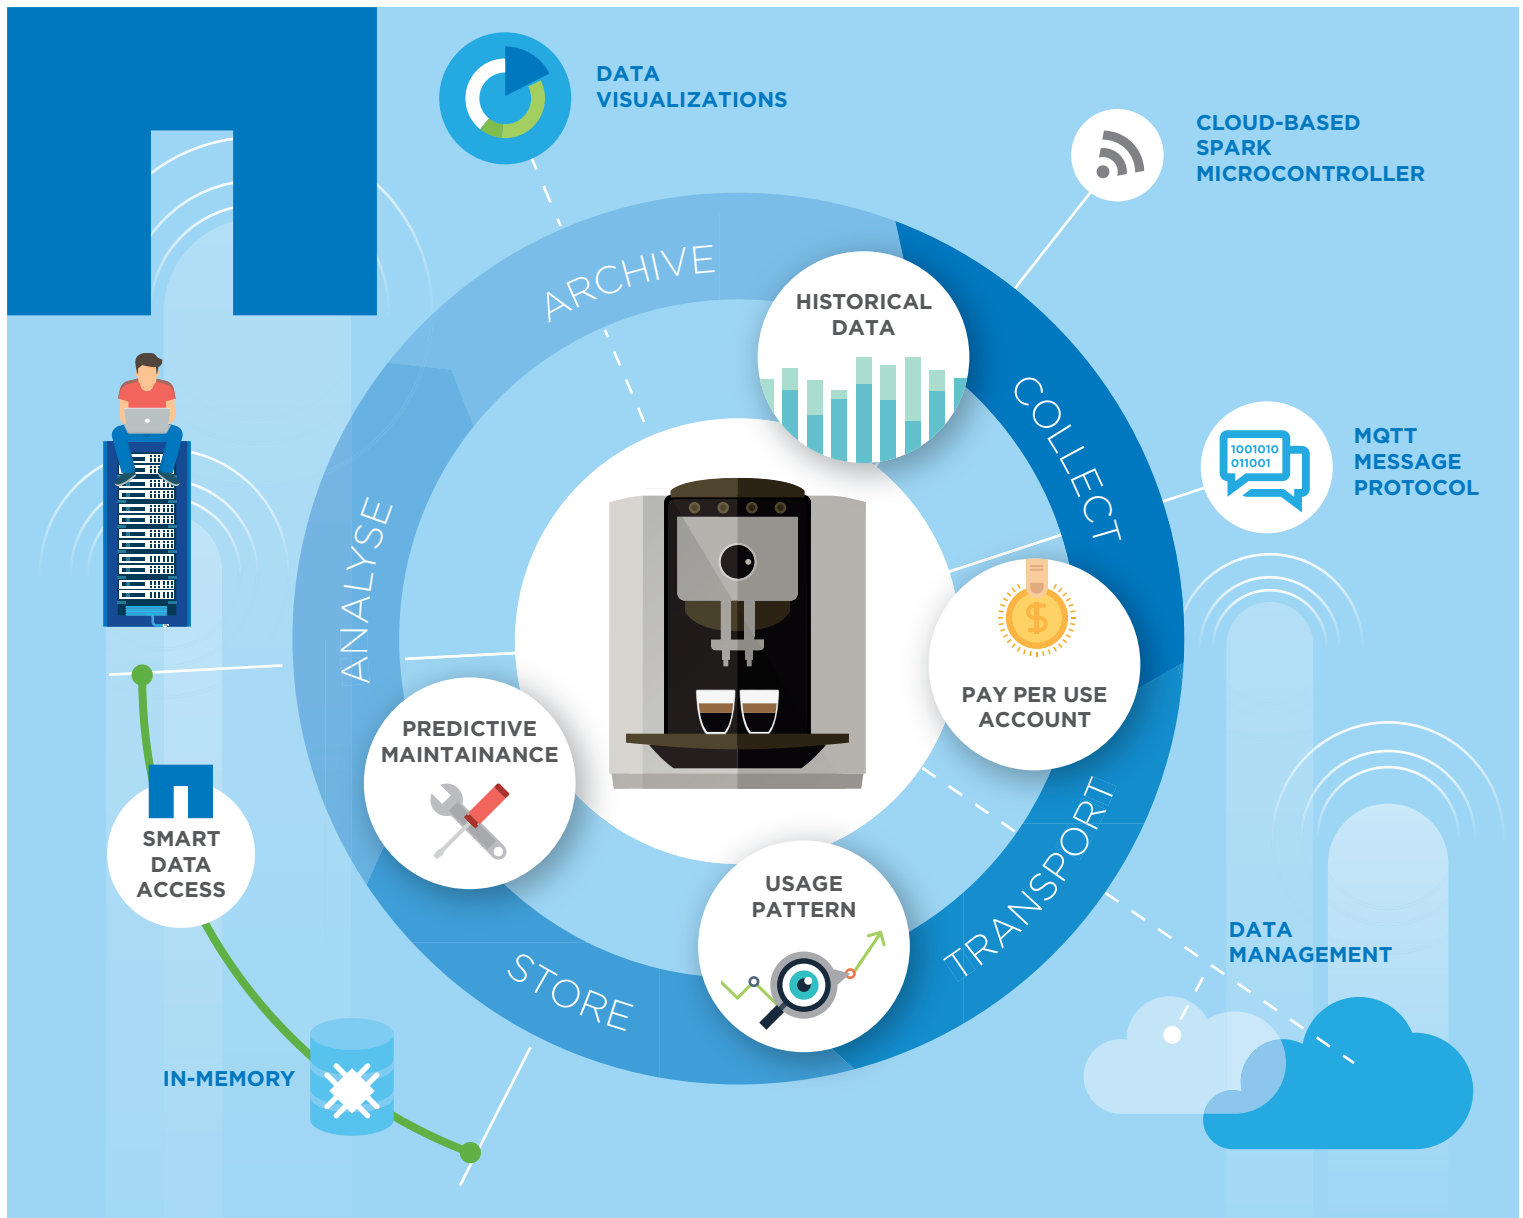 DATA
VISUALIZATIONS
CLOUD-BASED
SPARK
MICROCONTROLLER
ARCHIVE
HISTORICAL
DATA
COLLECT
MQTT
MESSAGE
PROTOCOL
1001010
011001
ANALYSE
$
PAY PER USE
ACCOUNT
PREDICTIVE
MAINTAINANCE
TRANSPORT
SMART
DATA
ACCESS
USAGE
PATTERN
DATA
MANAGEMENT
STORE
IN-MEMORY